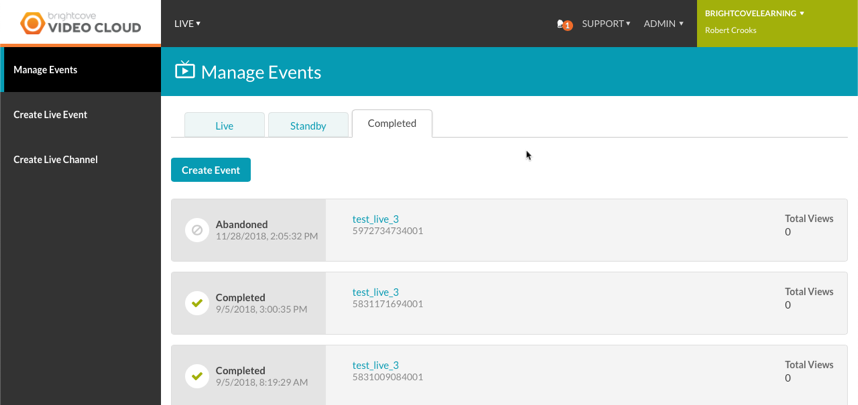 brightcove
VIDEO CLOUD
LIVE
1
SUPPORT
ADMIN
BRIGHTCOVELEARNING
Robert Crooks
Manage Events
Create Live Event
Create Live Channel
Manage Events
Live
Standby
Completed
Create Event
Abandoned
11/28/2018, 2:05:32 PM
test_live_3
5972734734001
Total Views
0
Completed
9/5/2018, 3:00:35 PM
test_live_3
5831171694001
Total Views
0
Completed
9/5/2018, 8:19:29 AM
test_live_3
5831009084001
Total Views
0